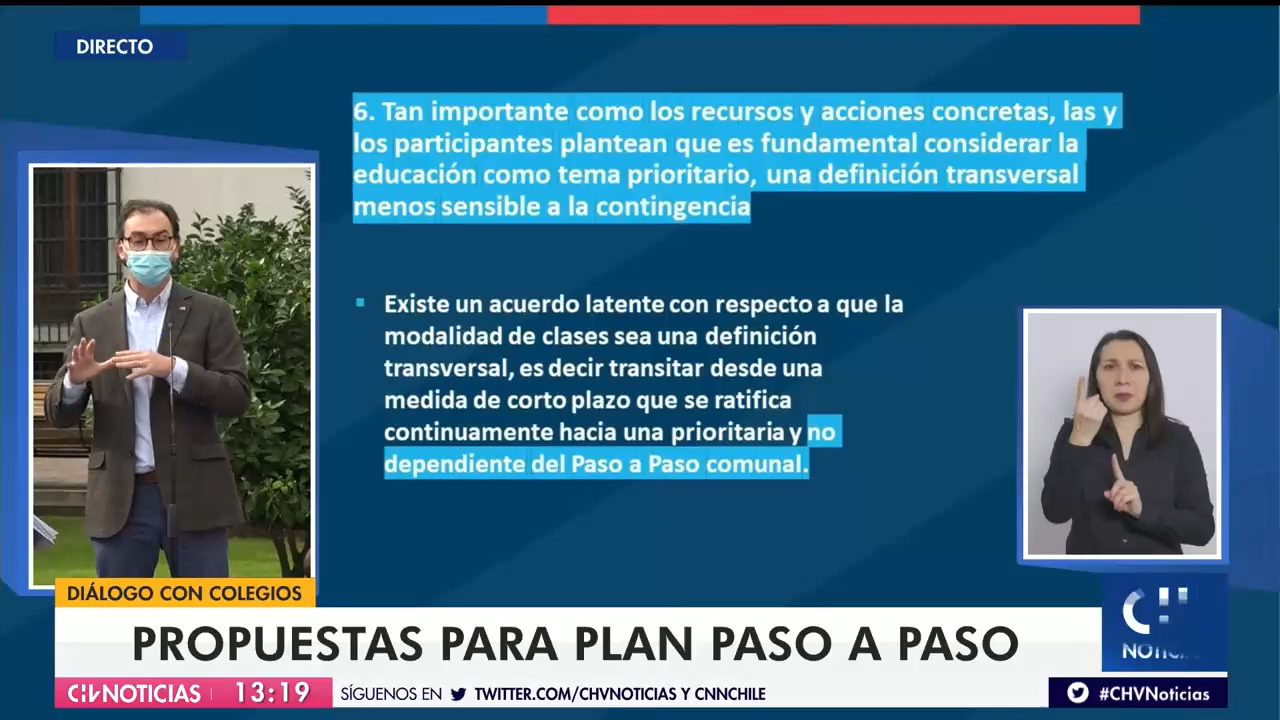 DIRECTO
6. Tan importante como los recursos y acciones concretas, las y
los participantes plantean que es fundamental considerar la
educación como tema prioritario, una definición transversal
menos sensible a la contingencia
▪ Existe un acuerdo latente con respecto a que la
modalidad de clases sea una definición
transversal, es decir transitar desde una
medida de corto plazo que se ratifica
continuamente hacia una prioritaria y no
dependiente del Paso a Paso comunal.
DIÁLOGO CON COLEGIOS
PROPUESTAS PARA PLAN PASO A PASO
CHV NOTICIAS 13:19 SÍGUENOS EN TWITTER.COM/CHVNOTICIAS Y CNNCHILE
#CHVNoticias